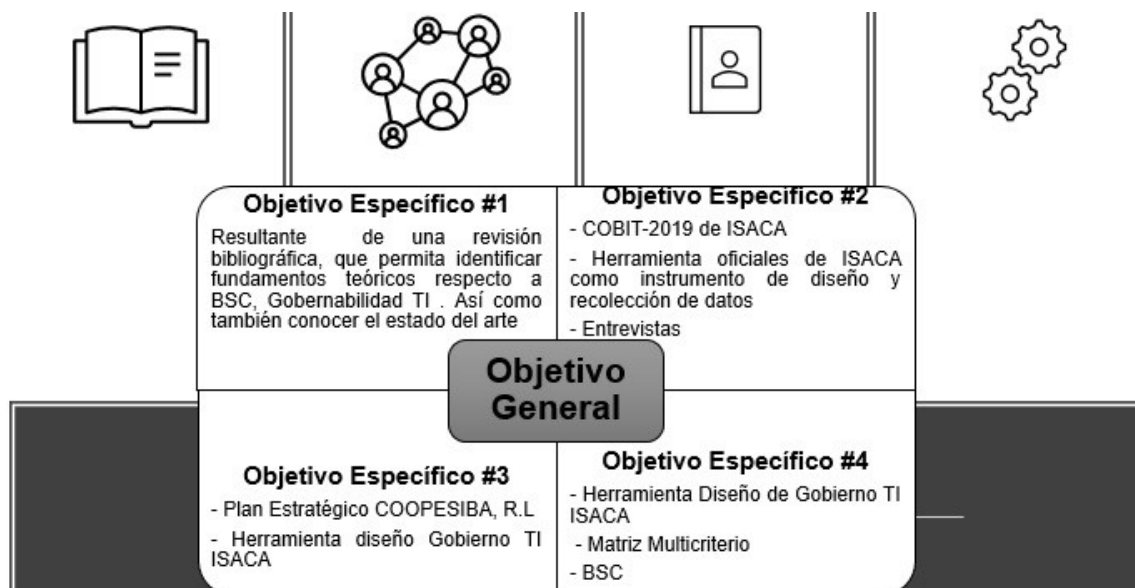 Objetivo Específico #1
Resultante de una revisión
bibliográfica, que permita identificar
fundamentos teóricos respecto a
BSC, Gobernabilidad TI . Así como
también conocer el estado del arte
Objetivo Específico #2
- COBIT-2019 de ISACA
- Herramienta oficiales de ISACA
como instrumento de diseño y
recolección de datos
- Entrevistas
Objetivo
General
Objetivo Específico #3
- Plan Estratégico COOPESIBA, R.L
- Herramienta diseño Gobierno TI
ISACA
Objetivo Específico #4
- Herramienta Diseño de Gobierno TI
ISACA
- Matriz Multicriterio
- BSC